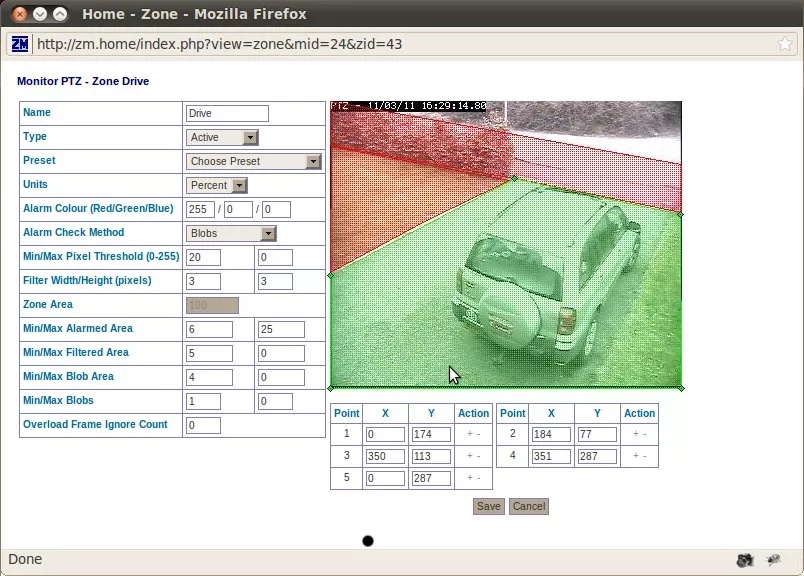 Home - Zone - Mozilla Firefox
ZM http://zm.home/index.php?view=zone&mid=24&zid=43
Monitor PTZ - Zone Drive
Name Drive
Type Active
Preset Choose Preset
Units Percent
Alarm Colour (Red/Green/Blue) 255 / 0 / 0
Alarm Check Method Blobs
Min/Max Pixel Threshold (0-255) 20 0
Filter Width/Height (pixels) 3 3
Zone Area 100
Min/Max Alarmed Area 6 25
Min/Max Filtered Area 5 0
Min/Max Blob Area 4 0
Min/Max Blobs 1 0
Overload Frame Ignore Count 0
PTZ - 11/03/11 16:29:14.80
Point X Y Action Point X Y Action
1 0 174 + - 2 184 77 + -
3 350 113 + - 4 351 287 + -
5 0 287 + -
Save Cancel
Done